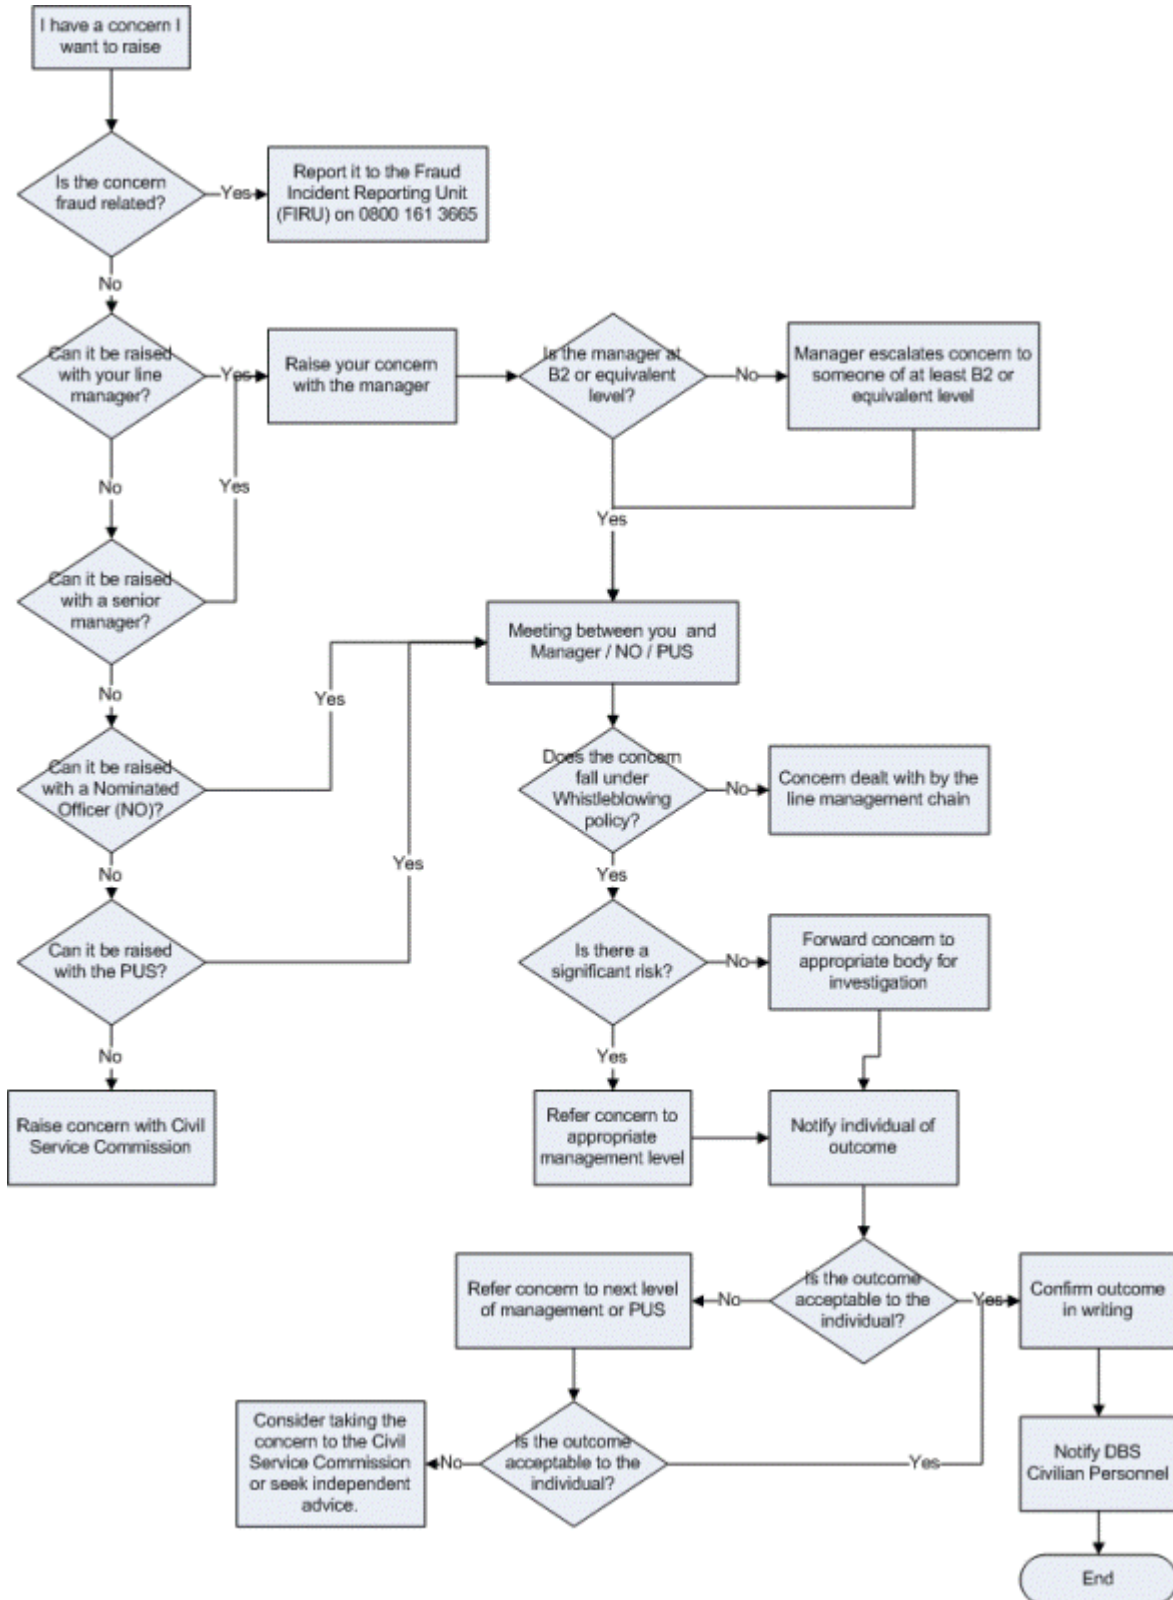 I have a concern I
want to raise
Is the concern
fraud related?
Yes
Report it to the Fraud
Incident Reporting Unit
(FIRU) on 0800 161 3665
No
Can it be raised
with your line
manager?
Yes
Raise your concern
with the manager
Is the manager at
B2 or equivalent
level?
No
Manager escalates concern to
someone of at least B2 or
equivalent level
No
Yes
Yes
Can it be raised
with a senior
manager?
Meeting between you and
Manager / NO / PUS
No
Yes
Can it be raised
with a Nominated
Officer (NO)?
Does the concern
fall under
Whistleblowing
policy?
No
Concern dealt with by the
line management chain
No
Yes
Yes
Can it be raised
with the PUS?
Is there a
significant risk?
No
Forward concern to
appropriate body for
investigation
No
Yes
Raise concern with Civil
Service Commission
Refer concern to
appropriate
management level
Notify individual of
outcome
Refer concern to next level
of management or PUS
No
Is the outcome
acceptable to the
individual?
Yes
Confirm outcome
in writing
Consider taking the
concern to the Civil
Service Commission
or seek independent
advice.
No
Is the outcome
acceptable to the
individual?
Yes
Notify DBS
Civilian Personnel
End